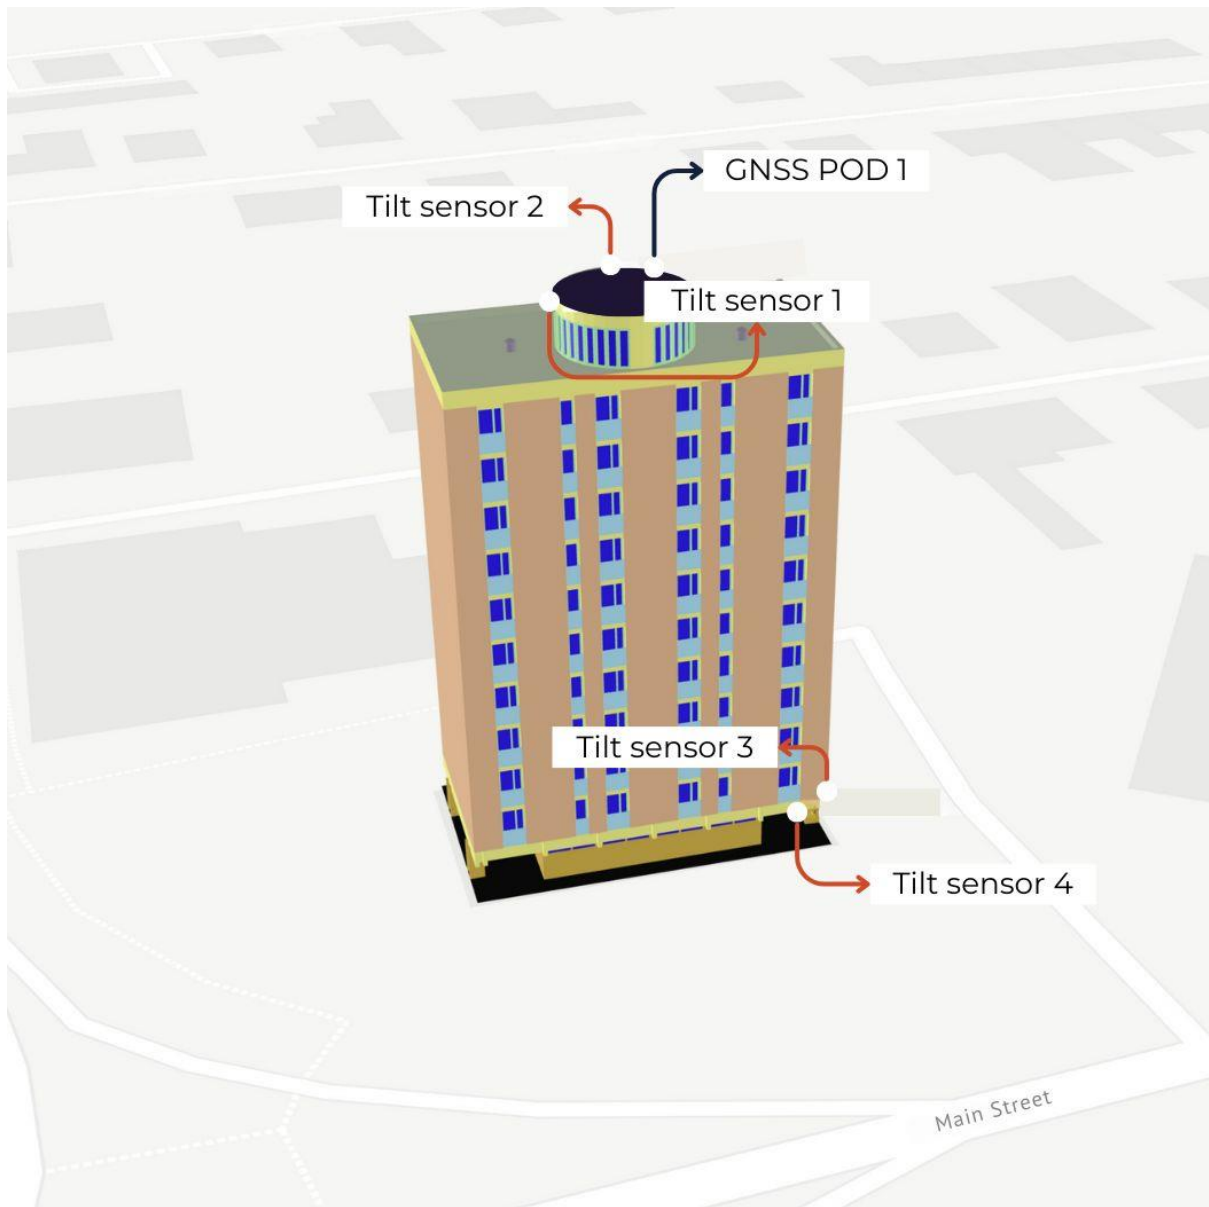 GNSS POD 1
Tilt sensor 2
Tilt sensor 1
Tilt sensor 3
Tilt sensor 4
Main Street